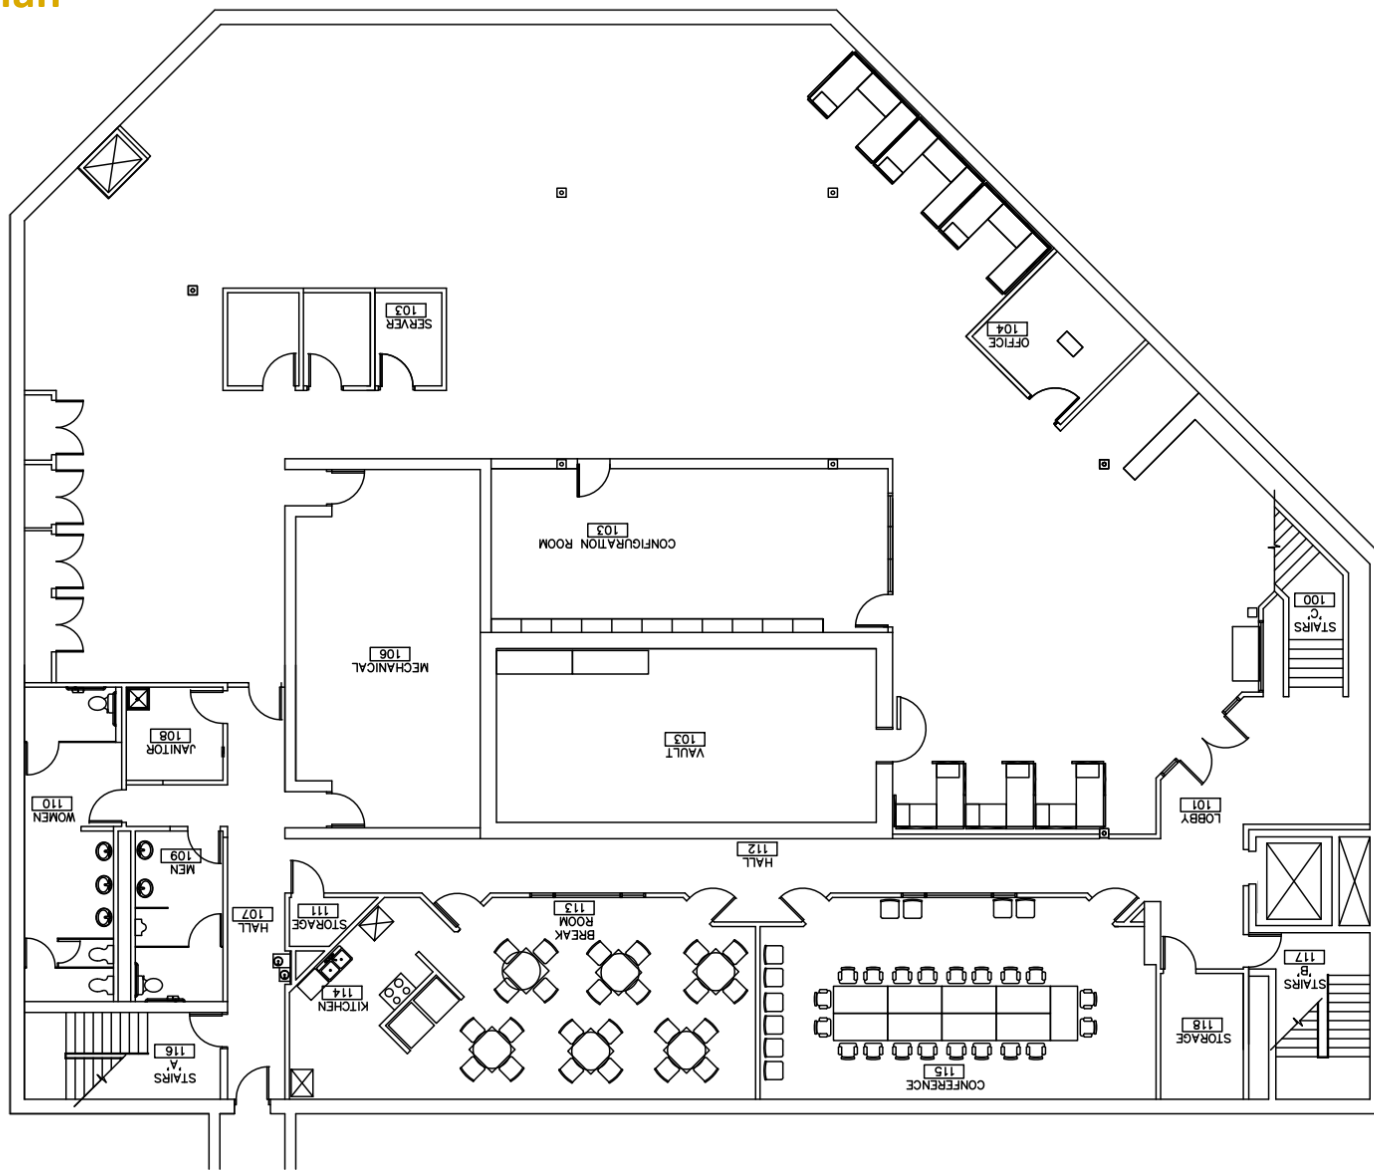 lan
SERVER
103
OFFICE
104
CONFIGURATION ROOM
103
STAIRS
'C'
100
MECHANICAL
106
JANITOR
108
VAULT
103
WOMEN
110
LOBBY
101
MEN
109
HALL
112
HALL
107
STORAGE
111
BREAK
ROOM
113
KITCHEN
114
STAIRS
'B'
117
STORAGE
118
STAIRS
'A'
116
CONFERENCE
115